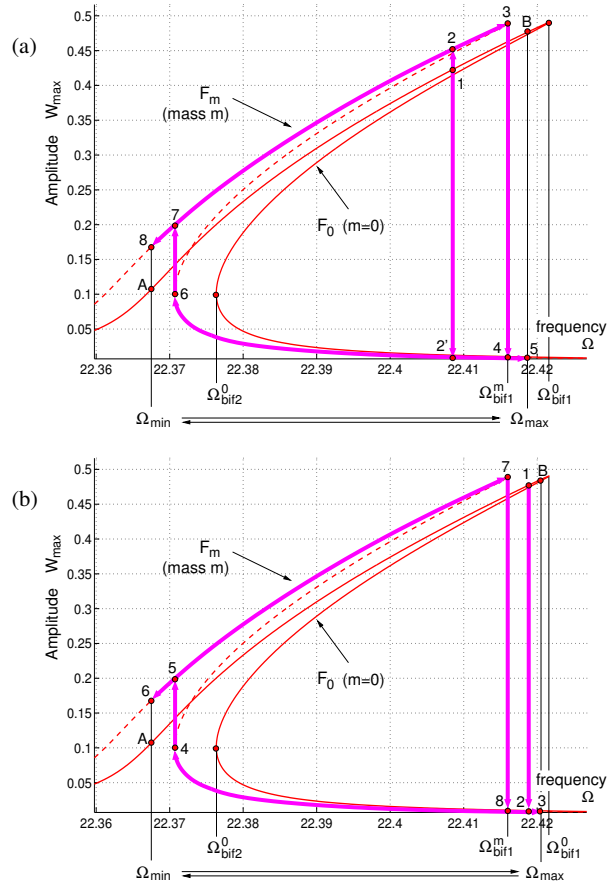 (a)
Amplitude W_max
0.5
0.45
0.4
0.35
0.3
0.25
0.2
0.15
0.1
0.05
22.36 22.37 22.38 22.39 22.4 22.41 22.42
F_m
(mass m)
F_0 (m=0)
1
2
2'
3
4
5
6
7
8
A
B
frequency
Ω
Ω_min Ω^0_bif2 Ω^m_bif1 Ω_max Ω^0_bif1
(b)
Amplitude W_max
0.5
0.45
0.4
0.35
0.3
0.25
0.2
0.15
0.1
0.05
22.36 22.37 22.38 22.39 22.4 22.41 22.42
F_m
(mass m)
F_0 (m=0)
7
1
B
5
6
A
4
8
2
3
frequency
Ω
Ω_min Ω^0_bif2 Ω^m_bif1 Ω_max Ω^0_bif1